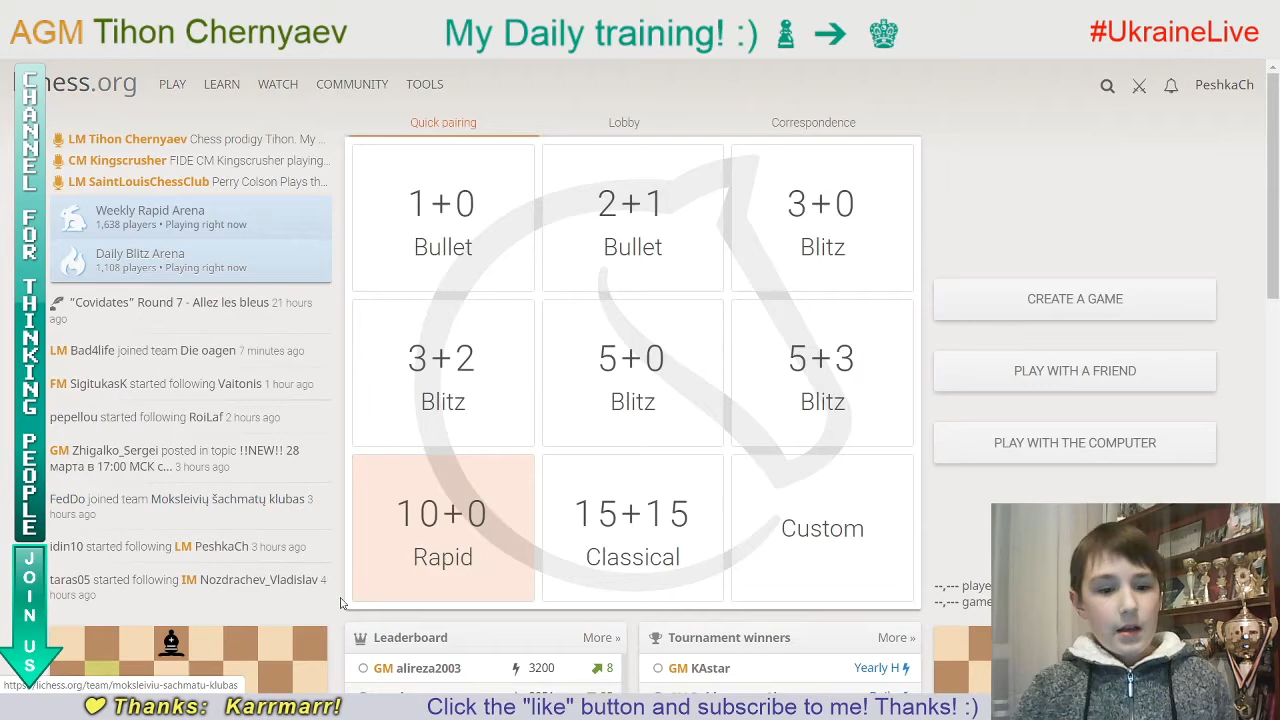 AGM Tihon Chernyaev
My Daily training! :) ♟ → ♚
#UkraineLive
CHANNEL FOR THINKING PEOPLE
JOIN US
hess.org
PLAY LEARN WATCH COMMUNITY TOOLS
PeshkaCh
Quick pairing Lobby Correspondence
LM Tihon Chernyaev Chess prodigy Tihon. My ...
CM Kingscrusher FIDE CM Kingscrusher playing...
LM SaintLouisChessClub Perry Colson Plays th...
Weekly Rapid Arena
1,638 players • Playing right now
Daily Blitz Arena
1,108 players • Playing right now
"Covidates" Round 7 - Allez les bleus 21 hours
ago
LM Bad4life joined team Die oagen 7 minutes ago
FM SigitukasK started following Vaitonis 1 hour ago
pepellou started following RoiLaf 2 hours ago
GM Zhigalko_Sergei posted in topic !!NEW!! 28
марта в 17:00 МСК с... 3 hours ago
FedDo joined team Moksleivių šachmatų klubas 3
hours ago
idin10 started following LM PeshkaCh 3 hours ago
taras05 started following IM Nozdrachev_Vladislav 4
hours ago
1+0
Bullet
2+1
Bullet
3+0
Blitz
3+2
Blitz
5+0
Blitz
5+3
Blitz
10+0
Rapid
15+15
Classical
Custom
CREATE A GAME
PLAY WITH A FRIEND
PLAY WITH THE COMPUTER
--,--- playe
--,--- game
Leaderboard More »
GM alireza2003 3200 8
Tournament winners More »
GM KAstar Yearly H
https://lichess.org/team/moksleiviu-sachmatu-klubas
Thanks: Karrmarr!
Click the "like" button and subscribe to me! Thanks! :)